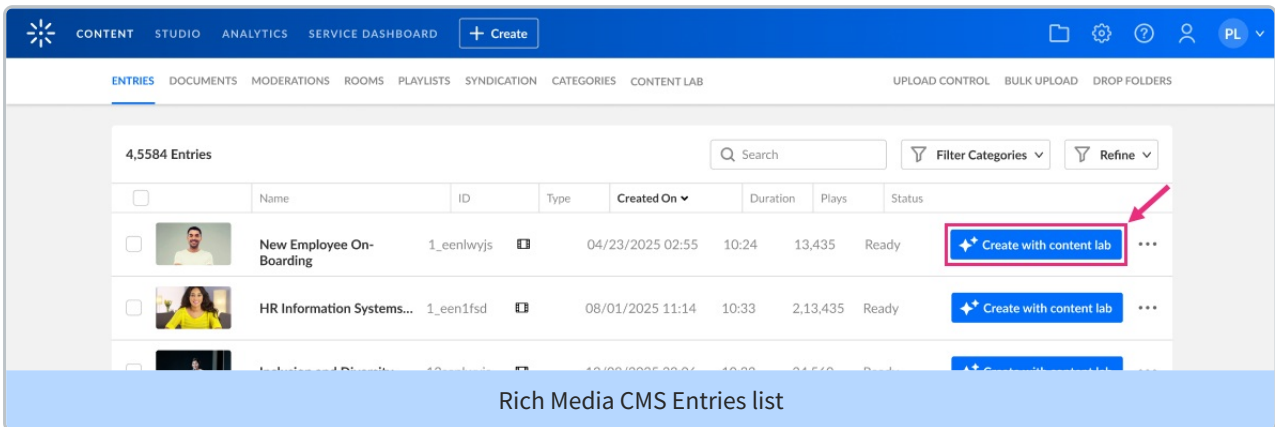 CONTENT STUDIO ANALYTICS SERVICE DASHBOARD + Create PL
ENTRIES DOCUMENTS MODERATIONS ROOMS PLAYLISTS SYNDICATION CATEGORIES CONTENT LAB UPLOAD CONTROL BULK UPLOAD DROP FOLDERS
4,5584 Entries Search Filter Categories Refine
Name ID Type Created On Duration Plays Status
New Employee On-Boarding 1_eenlwyjs 04/23/2025 02:55 10:24 13,435 Ready Create with content lab
HR Information Systems... 1_een1fsd 08/01/2025 11:14 10:33 2,13,435 Ready Create with content lab
Rich Media CMS Entries list